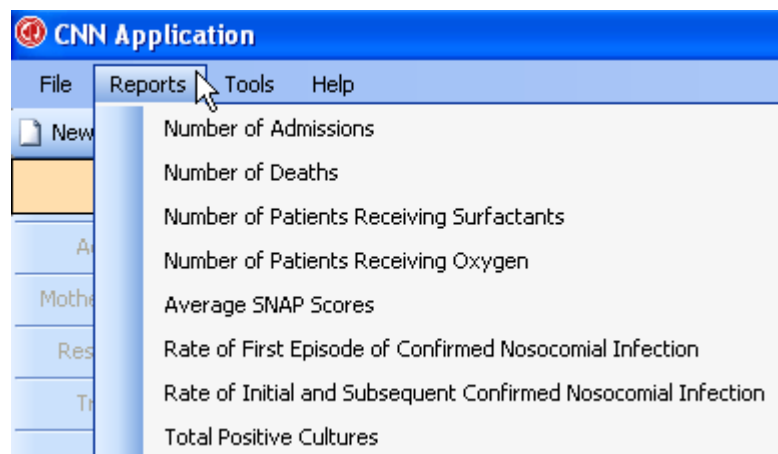 CNN Application
File Reports Tools Help
New
Number of Admissions
Number of Deaths
Number of Patients Receiving Surfactants
Number of Patients Receiving Oxygen
Average SNAP Scores
Rate of First Episode of Confirmed Nosocomial Infection
Rate of Initial and Subsequent Confirmed Nosocomial Infection
Total Positive Cultures